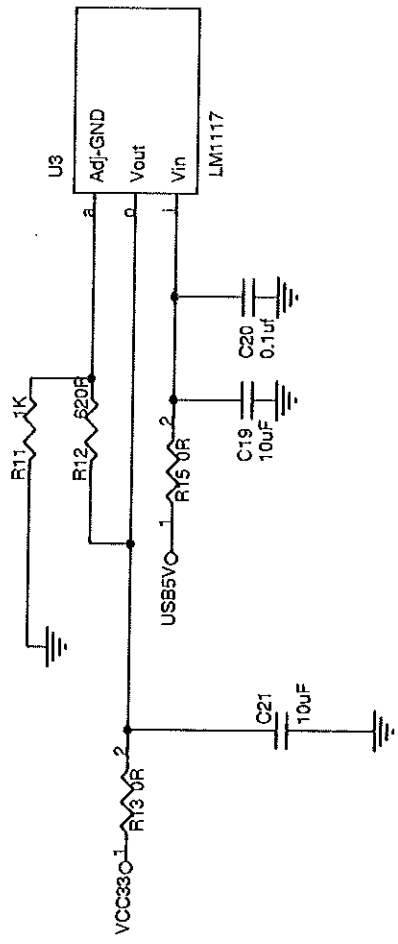 U3
Adj-GND
Vout
Vin
LM1117
a
o
i
R11
1K
R12
620R
C20
0.1uf
C19
10uF
USB5V
1
R15 0R
2
C21
10uF
VCC33
1
R13 0R
2